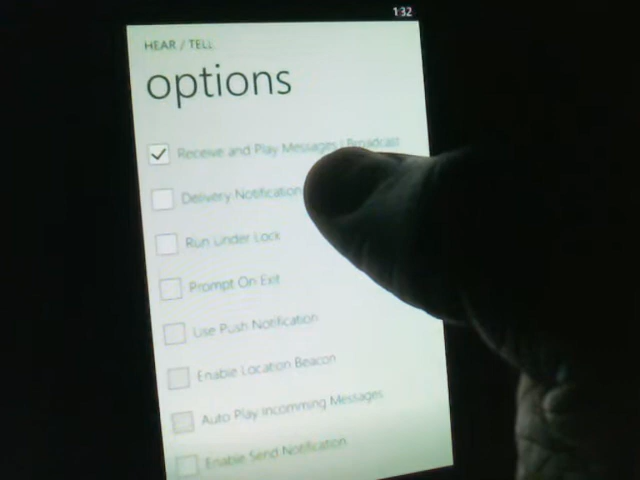 1:32
HEAR / TELL
options
Receive and Play Messages | Broadcast
Delivery Notification
Run Under Lock
Prompt On Exit
Use Push Notification
Enable Location Beacon
Auto Play Incomming Messages
Enable Send Notification